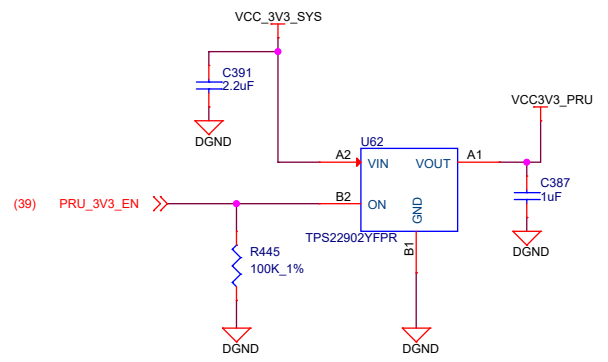 VCC_3V3_SYS
C391
2.2uF
DGND
VCC3V3_PRU
U62
A2
VIN
VOUT
A1
C387
1uF
DGND
(39)
PRU_3V3_EN
B2
ON
GND
TPS22902YFPR
B1
R445
100K_1%
DGND
DGND